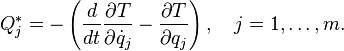 Q_j^* = -\left( \frac{d}{dt} \frac{\partial T}{\partial \dot{q}_j} - \frac{\partial T}{\partial q_j} \right), \quad j = 1, \ldots, m.